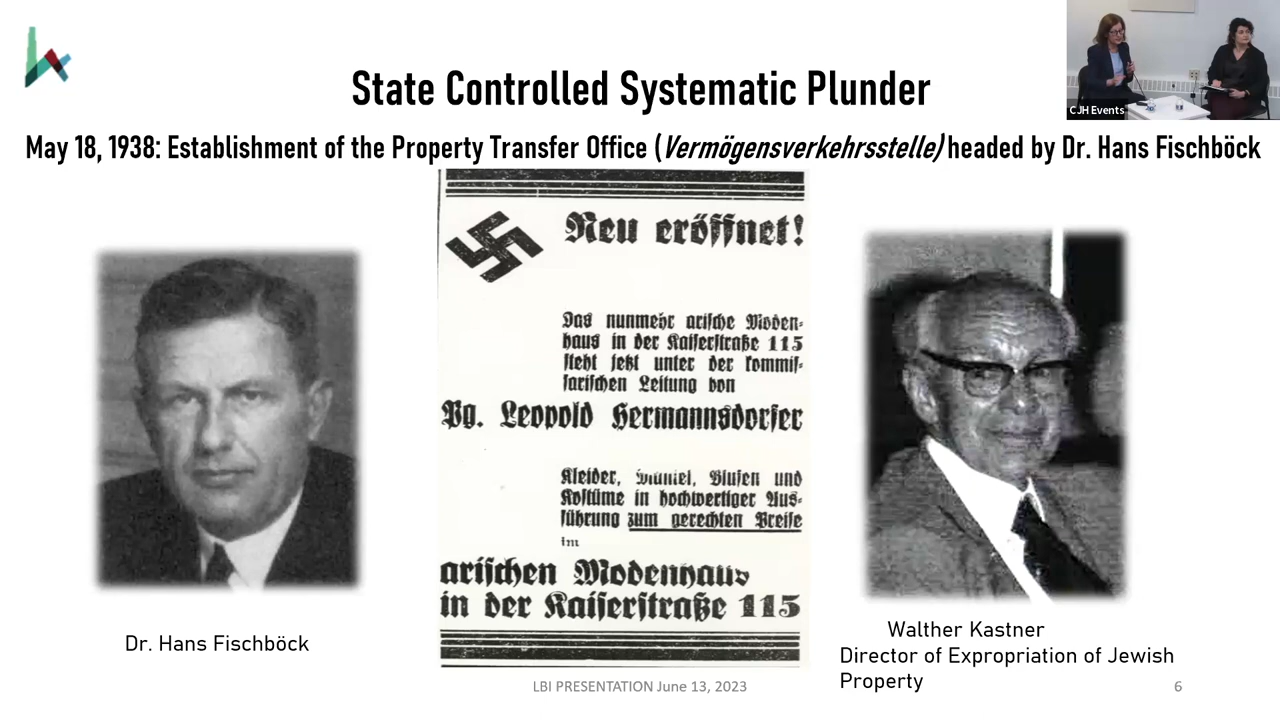 CJH Events
State Controlled Systematic Plunder
May 18, 1938: Establishment of the Property Transfer Office (Vermögensverkehrsstelle) headed by Dr. Hans Fischböck
Neu eröffnet!
Das nunmehr arische Moden-
haus in der Kaiserstraße 115
steht jetzt unter der kommis-
sarischen Leitung von
Pg. Leopold Hermannsdorfer
Kleider, Mäntel, Blusen und
Kostüme in hochwertiger Aus-
führung zum gerechten Preise
im
arischen Modenhaus
in der Kaiserstraße 115
Dr. Hans Fischböck
Walther Kastner
Director of Expropriation of Jewish
Property
LBI PRESENTATION June 13, 2023
6